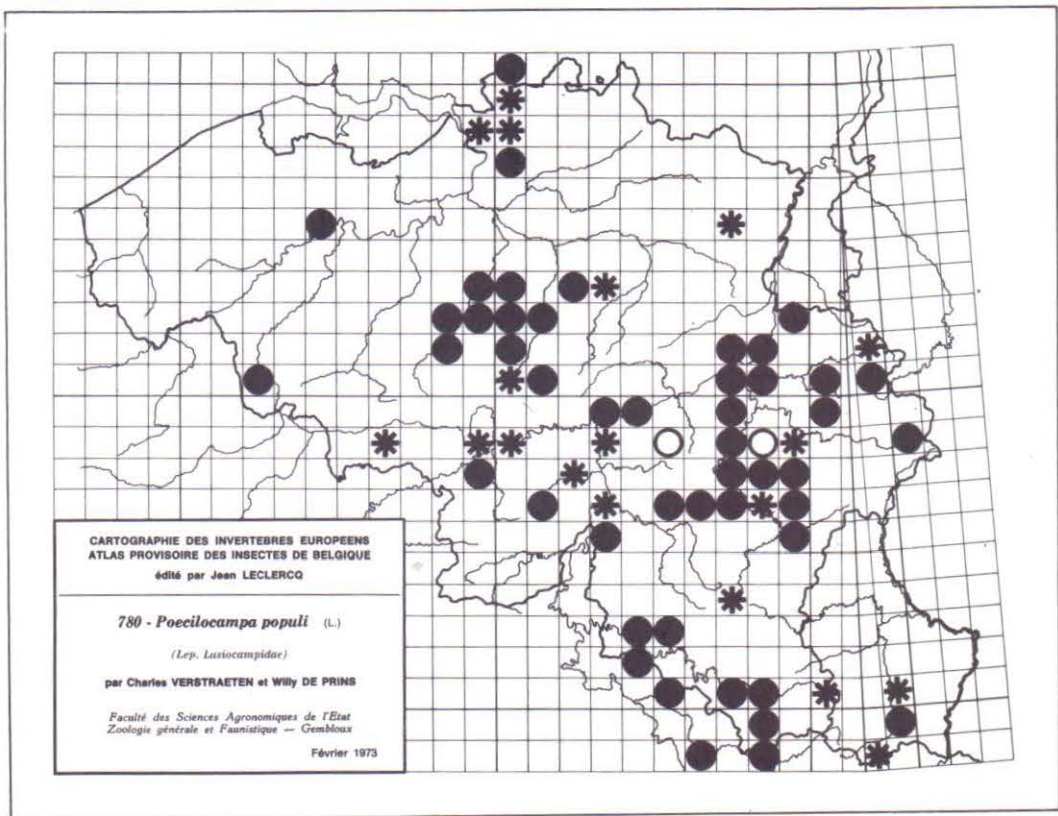 CARTOGRAPHIE DES INVERTEBRES EUROPEENS
ATLAS PROVISOIRE DES INSECTES DE BELGIQUE
édité par Jean LECLERCQ
780 - Poecilocampa populi (L.)
(Lep. Lasiocampidae)
par Charles VERSTRAETEN et Willy DE PRINS
Faculté des Sciences Agronomiques de l'Etat
Zoologie générale et Faunistique — Gembloux
Février 1973